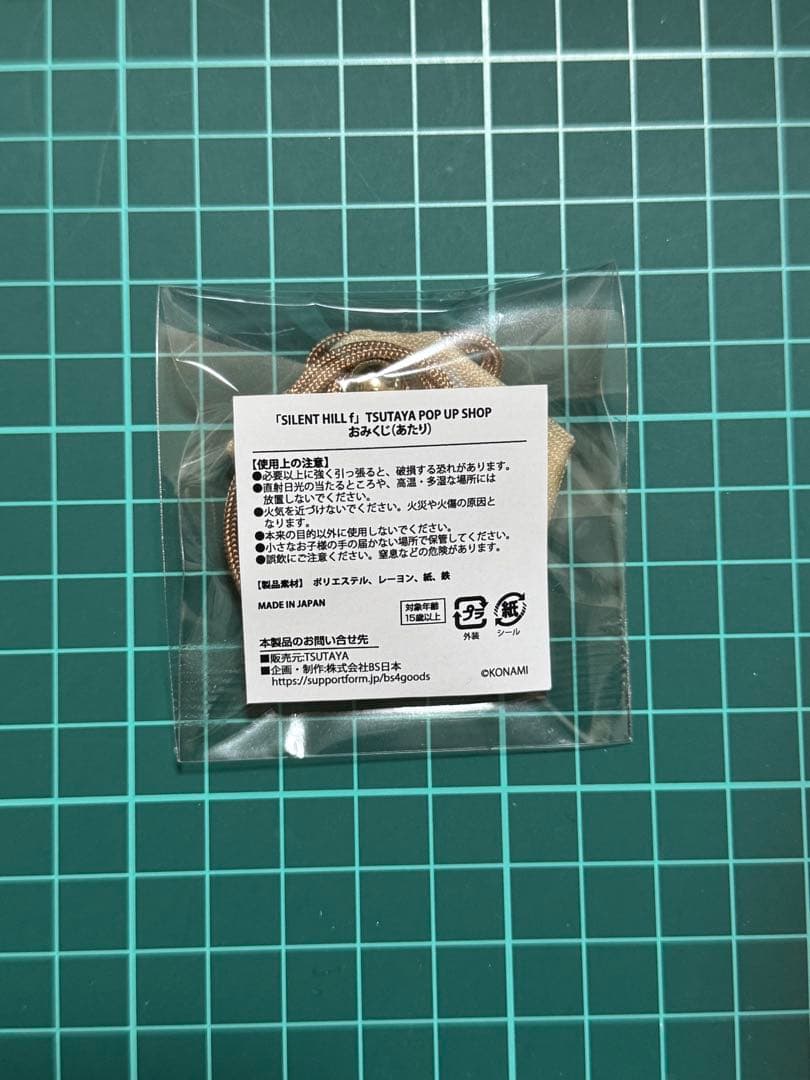 「SILENT HILL f」TSUTAYA POP UP SHOP
おみくじ(あたり)
【使用上の注意】
●必要以上に強く引っ張ると、破損する恐れがあります。
●直射日光の当たるところや、高温・多湿な場所には
放置しないでください。
●火気を近づけないでください。火災や火傷の原因と
なります。
●本来の目的以外に使用しないでください。
●小さなお子様の手の届かない場所で保管してください。
●誤飲にご注意ください。窒息などの危険があります。
【製品素材】 ポリエステル、レーヨン、紙、鉄
MADE IN JAPAN
対象年齢
15歳以上
プラ
外装
紙
シール
本製品のお問い合せ先
■販売元:TSUTAYA
■企画・制作:株式会社BS日本
https://supportform.jp/bs4goods
©KONAMI